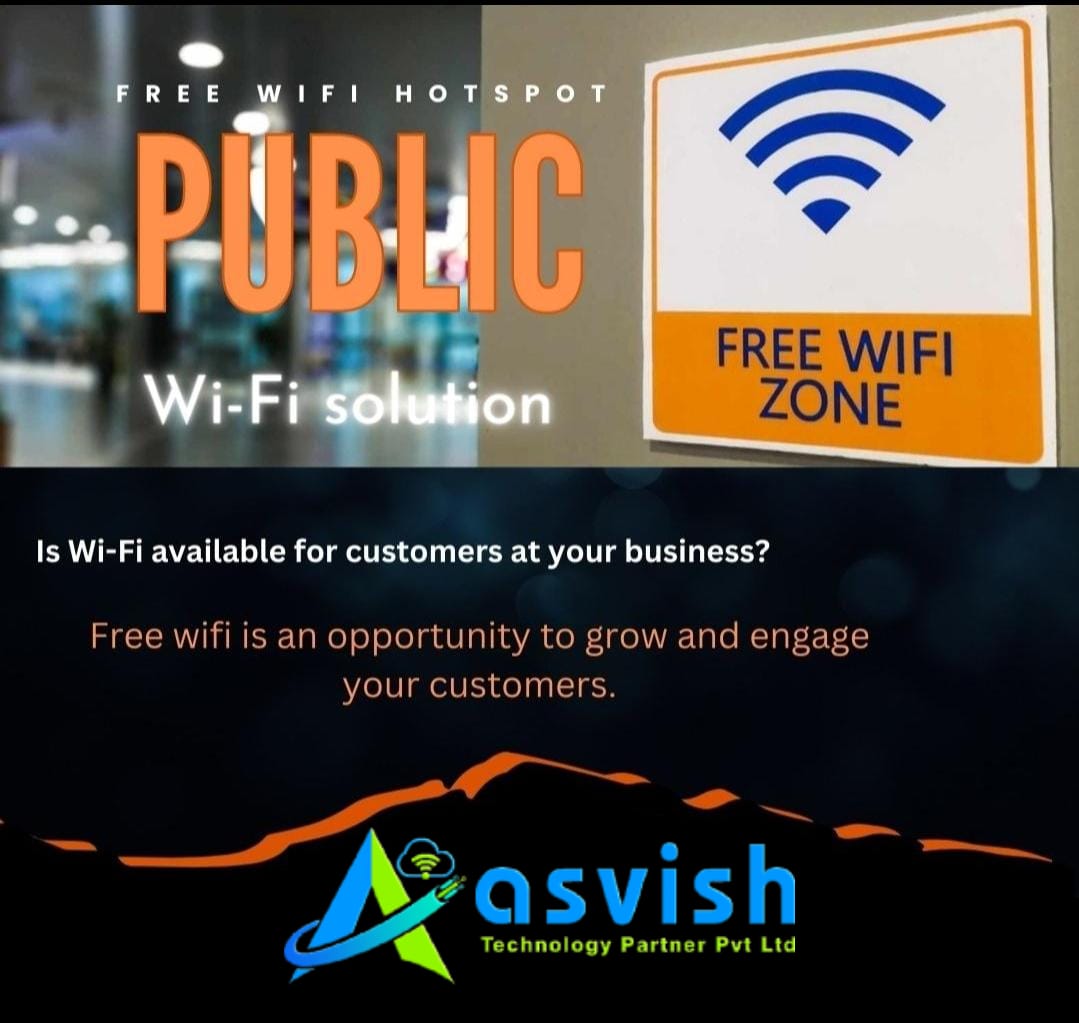 FREE WIFI HOTSPOT
PUBLIC
Wi-Fi solution
FREE WIFI
ZONE
Is Wi-Fi available for customers at your business?
Free wifi is an opportunity to grow and engage
your customers.
asvish
Technology Partner Pvt Ltd